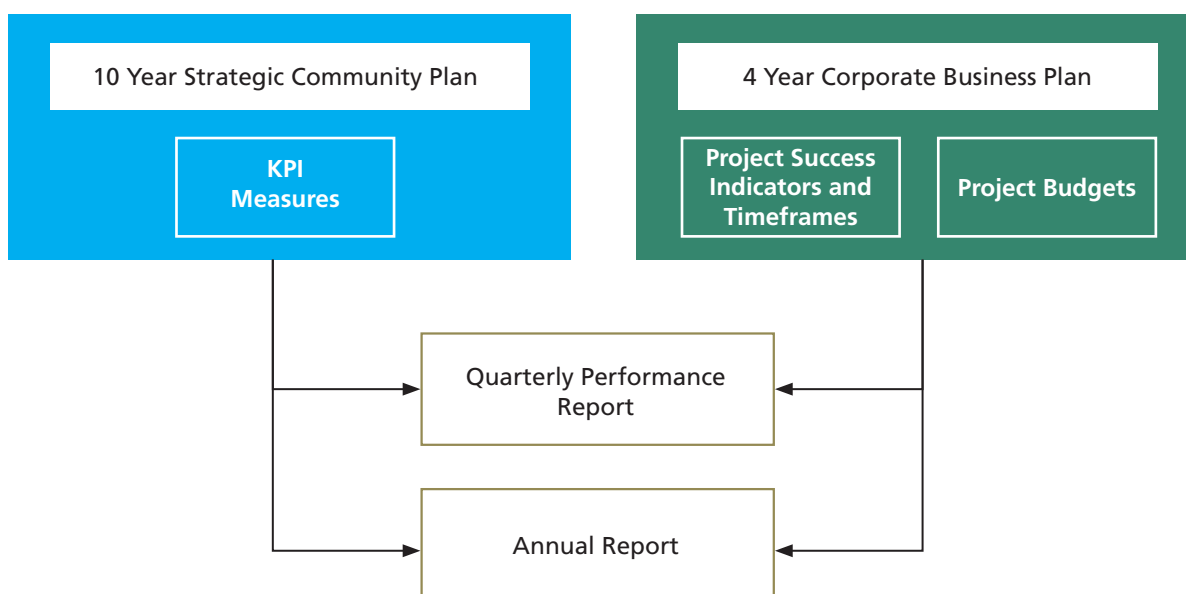 10 Year Strategic Community Plan
KPI
Measures
4 Year Corporate Business Plan
Project Success
Indicators and
Timeframes
Project Budgets
Quarterly Performance
Report
Annual Report